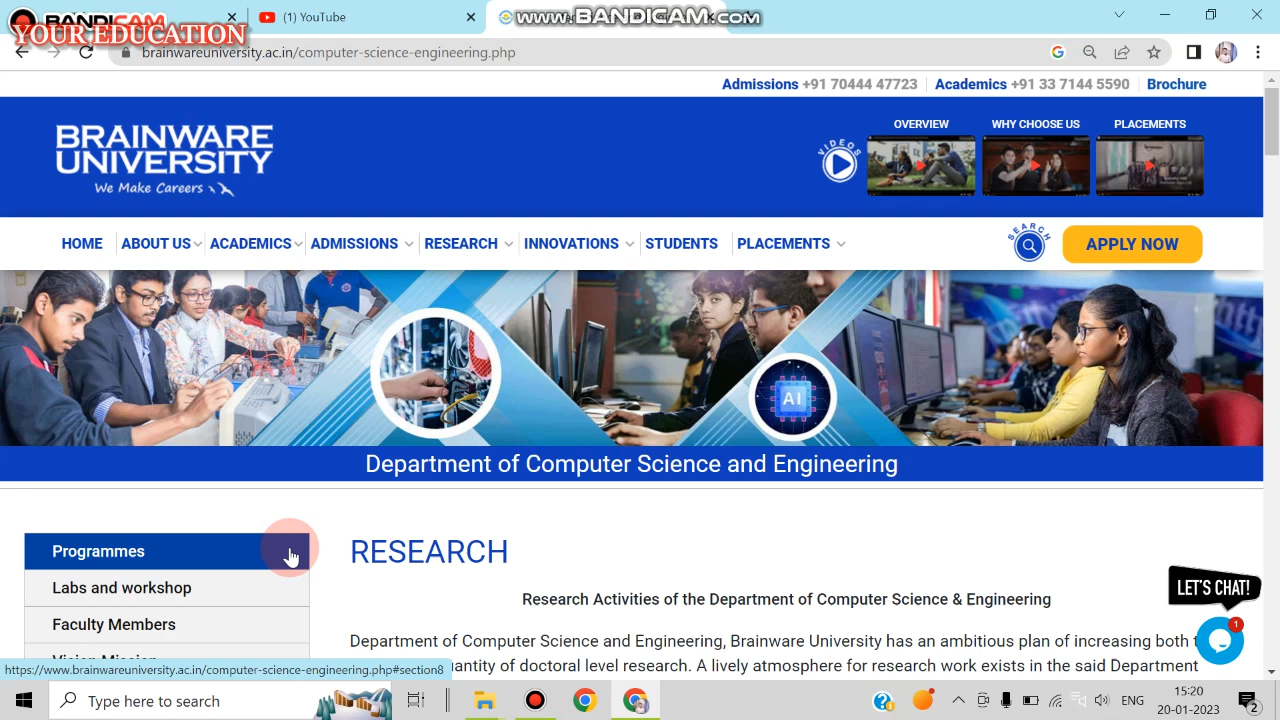 BANDICAM
YOUR EDUCATION
(1) YouTube
www.BANDICAM.com
brainwareuniversity.ac.in/computer-science-engineering.php
Admissions +91 70444 47723
Academics +91 33 7144 5590
Brochure
BRAINWARE
UNIVERSITY
We Make Careers
VIDEOS
OVERVIEW
WHY CHOOSE US
PLACEMENTS
HOME
ABOUT US
ACADEMICS
ADMISSIONS
RESEARCH
INNOVATIONS
STUDENTS
PLACEMENTS
SEARCH
APPLY NOW
AI
Department of Computer Science and Engineering
Programmes
Labs and workshop
Faculty Members
Vision Mission
RESEARCH
Research Activities of the Department of Computer Science & Engineering
Department of Computer Science and Engineering, Brainware University has an ambitious plan of increasing both t
uantity of doctoral level research. A lively atmosphere for research work exists in the said Department
LET'S CHAT!
1
https://www.brainwareuniversity.ac.in/computer-science-engineering.php#section8
Type here to search
ENG
15:20
20-01-2023
2